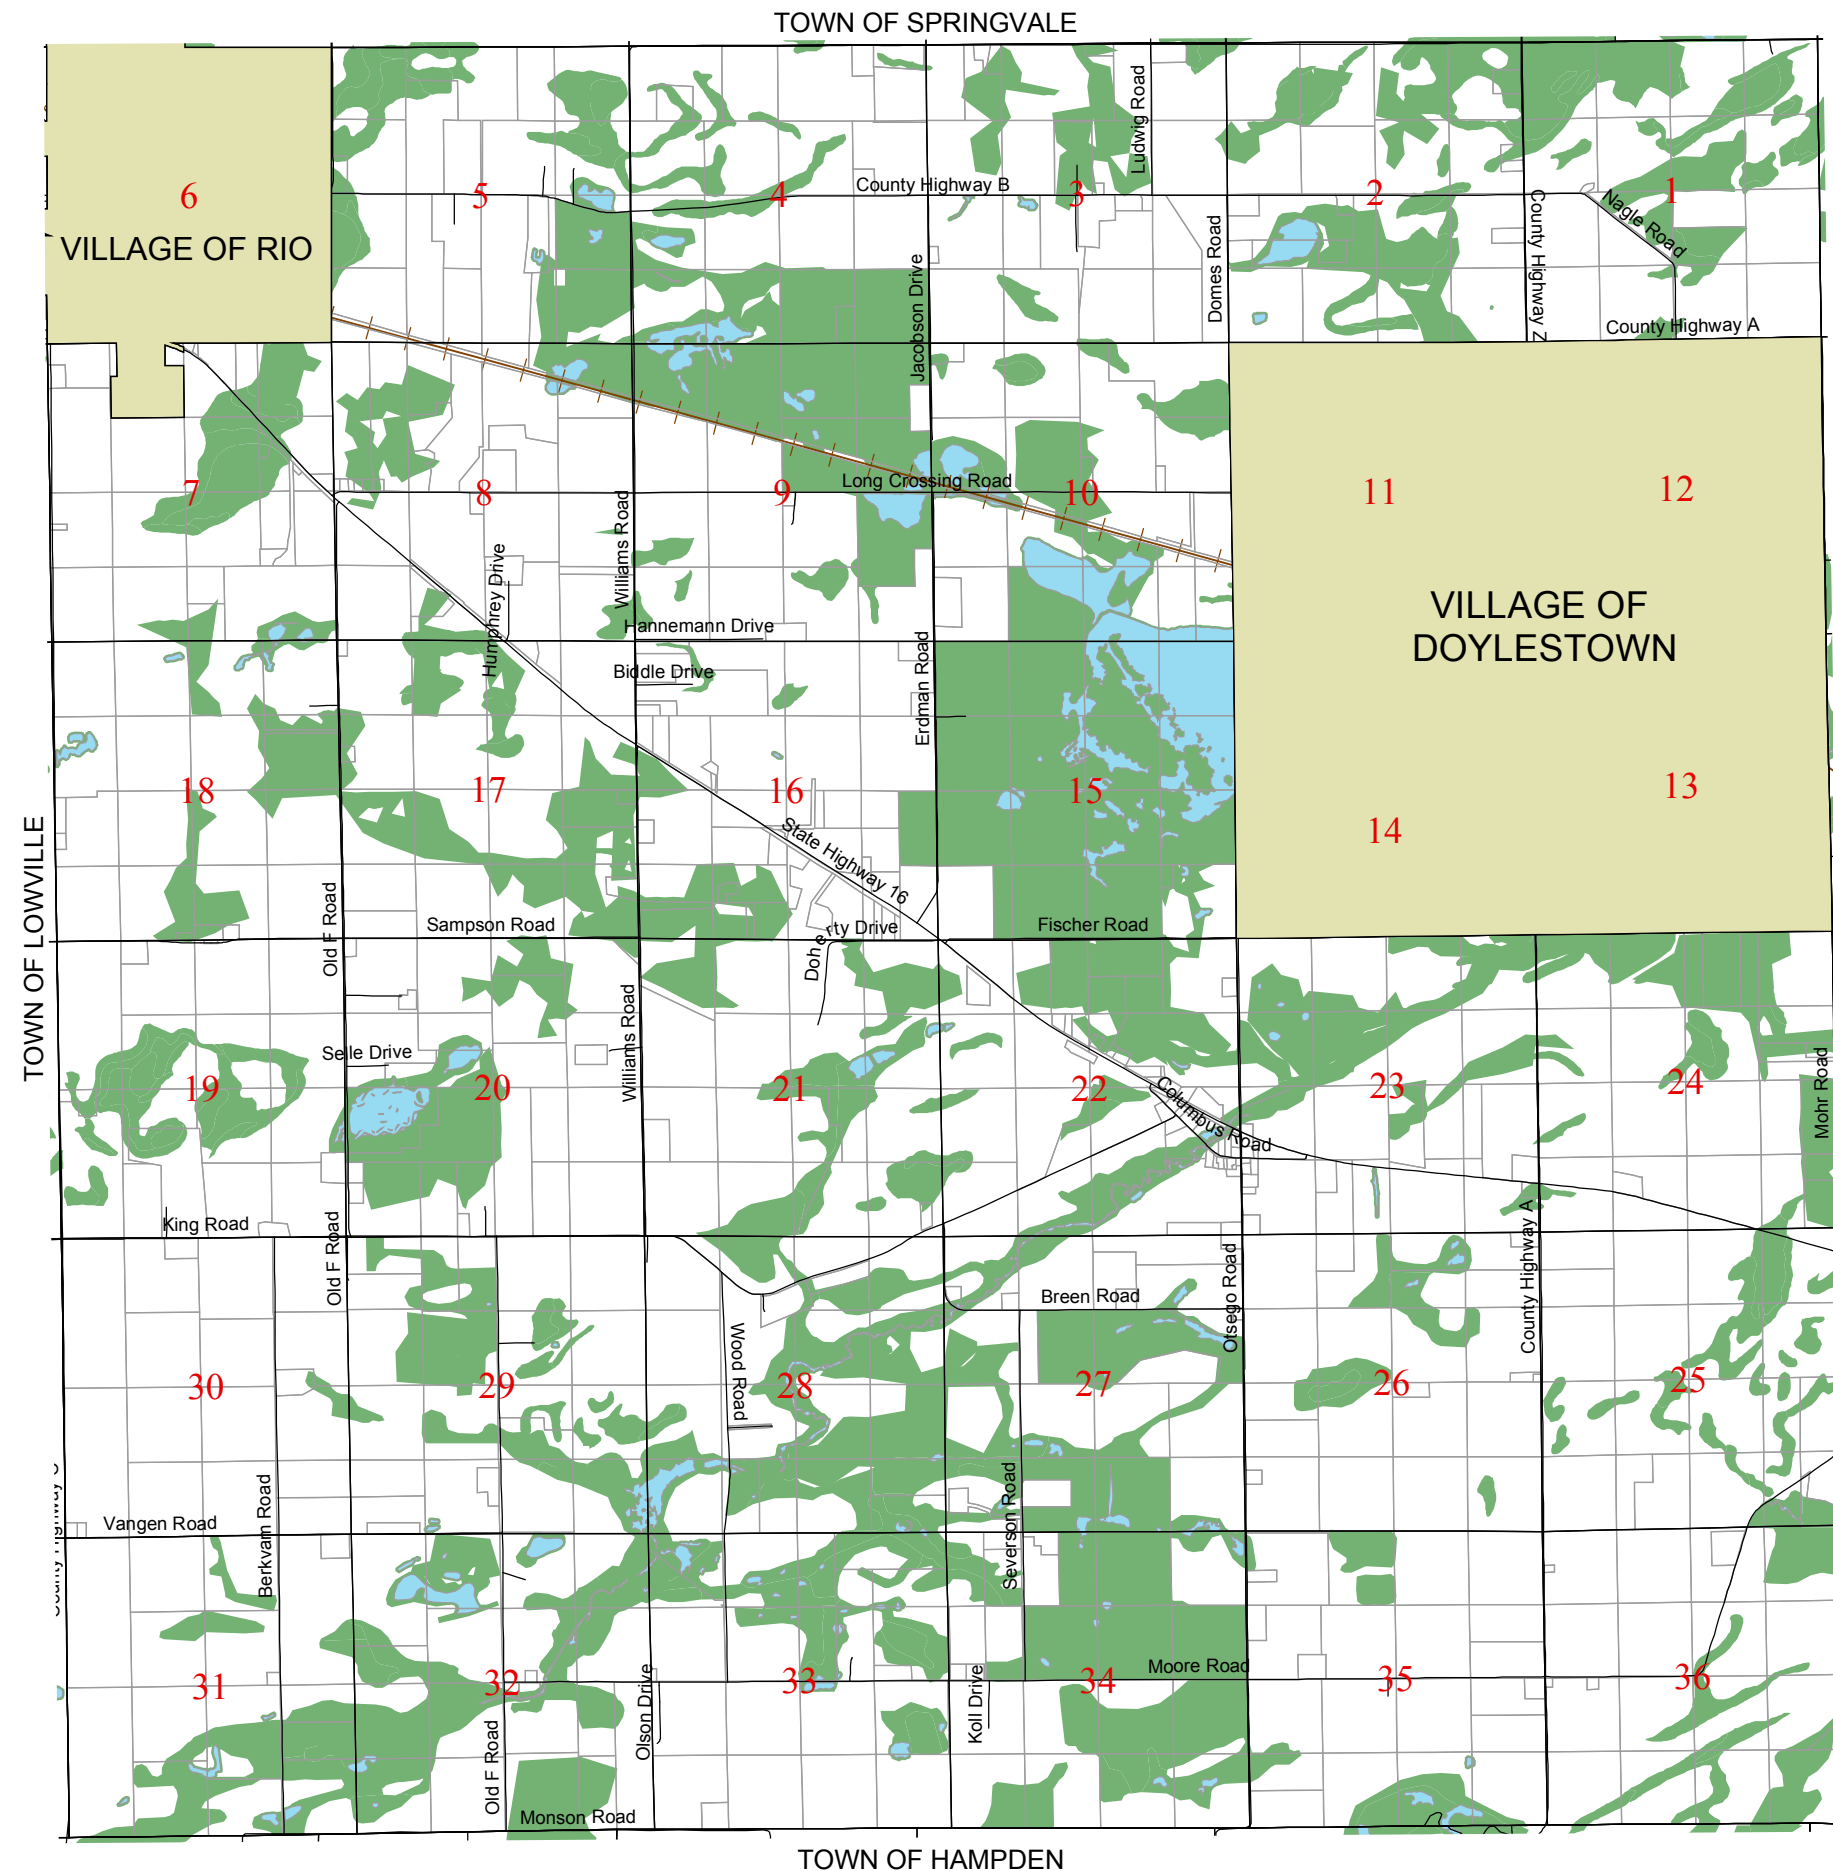 TOWN OF SPRINGVALE
Ludwig Road
6
5
4
County Highway B
3
2
1
VILLAGE OF RIO
Nagle Road
County Highway Z
Domes Road
Jacobson Drive
County Highway A
7
8
9
Long Crossing Road
10
11
12
Williams Road
Humphrey Drive
Hannemann Drive
Biddle Drive
Erdman Road
VILLAGE OF
DOYLESTOWN
18
17
16
15
14
13
State Highway 16
TOWN OF LOWVILLE
Old F Road
Sampson Road
Doherty Drive
Fischer Road
Williams Road
Selle Drive
19
20
21
22
23
24
Columbus Road
Mohr Road
King Road
Old F Road
Breen Road
Otsego Road
County Highway A
Wood Road
30
29
28
27
26
25
Vangen Road
Berkvam Road
Severson Road
31
32
33
34
35
36
Moore Road
Old F Road
Olson Drive
Koll Drive
Monson Road
TOWN OF HAMPDEN